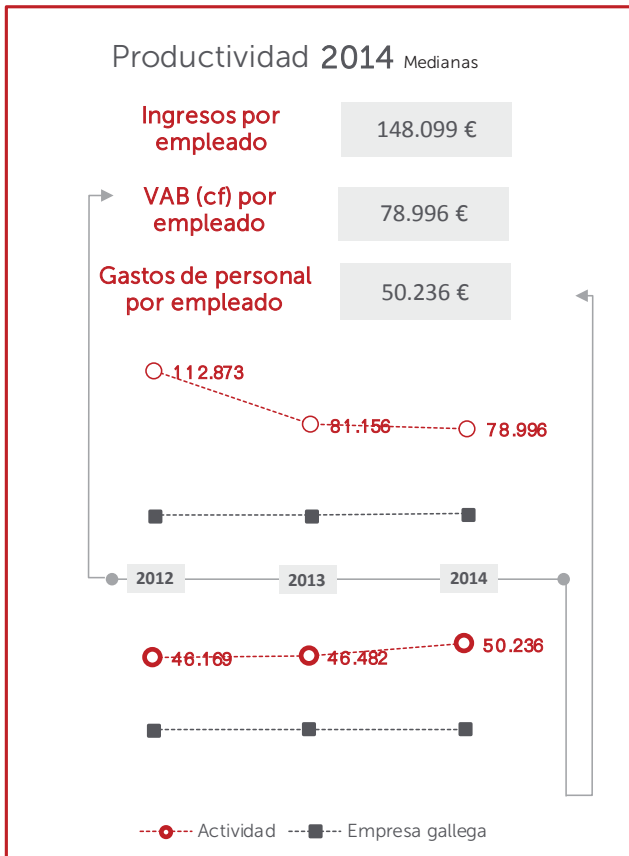 Productividad 2014 Medianas
Ingresos por
empleado
148.099 €
VAB (cf) por
empleado
78.996 €
Gastos de personal
por empleado
50.236 €
112.873
81.156
78.996
2012
2013
2014
46.169
46.482
50.236
Actividad
Empresa gallega